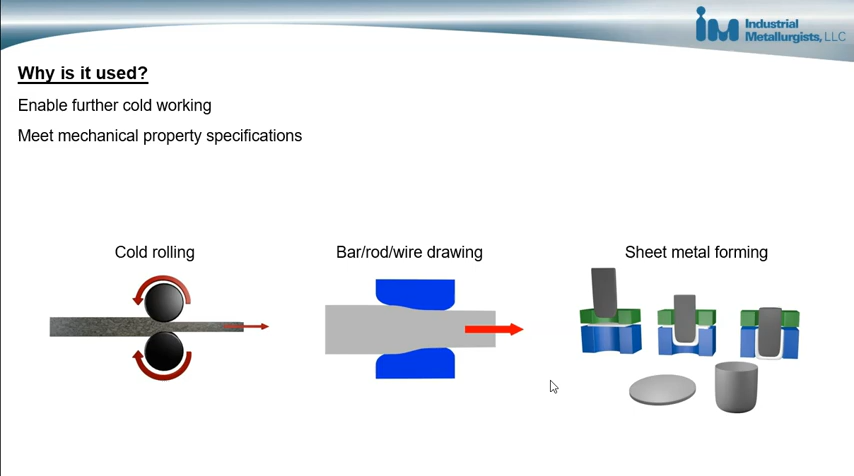 Industrial
Metallurgists, LLC
Why is it used?
Enable further cold working
Meet mechanical property specifications
Cold rolling
Bar/rod/wire drawing
Sheet metal forming